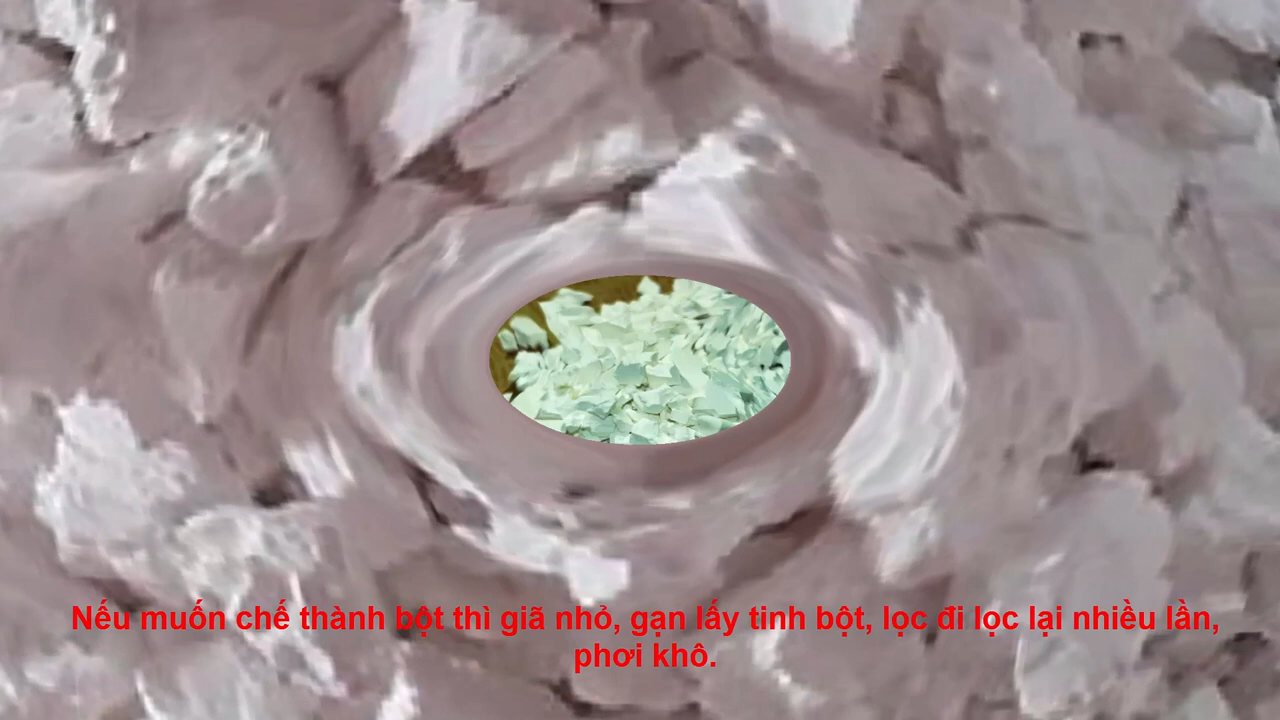 Nếu muốn chế thành bột thì giã nhỏ, gạn lấy tinh bột, lọc đi lọc lại nhiều lần,
phơi khô.